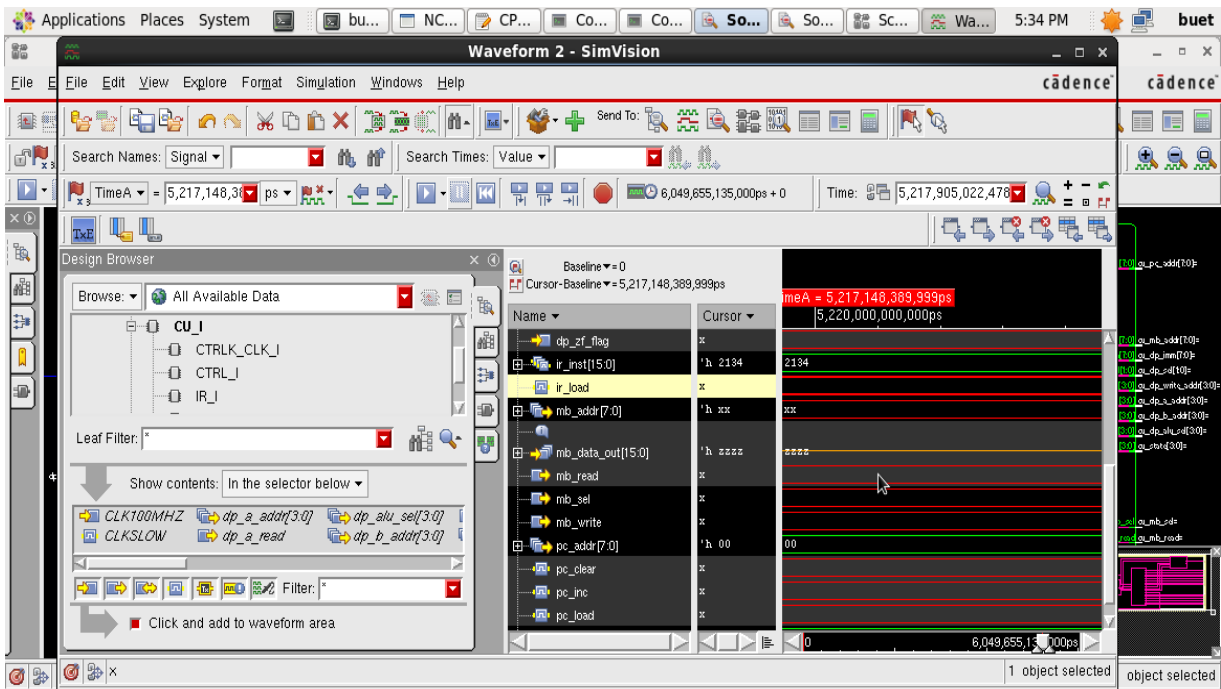 Applications Places System bu... NC... CP... Co... Co... So... So... Sc... Wa... 5:34 PM buet
Waveform 2 - SimVision
File E File Edit View Explore Format Simulation Windows Help cādence cādence
Send To:
Search Names: Signal Search Times: Value
TimeA = 5,217,148,38 ps 6,049,655,135,000ps + 0 Time: 5,217,905,022,478
TxE
Design Browser
Browse: All Available Data
CU_I
CTRLK_CLK_I
CTRL_I
IR_I
Leaf Filter: *
Show contents: In the selector below
CLK100MHZ dp_a_addr[3:0] dp_alu_sel[3:0]
CLKSLOW dp_a_read dp_b_addr[3:0]
Filter: *
Click and add to waveform area
Baseline = 0
Cursor-Baseline = 5,217,148,389,999ps
imeA = 5,217,148,389,999ps
5,220,000,000,000ps
Name Cursor
dp_zf_flag x
ir_inst[15:0] 'h 2134 2134
ir_load x
mb_addr[7:0] 'h xx xx
mb_data_out[15:0] 'h zzzz zzzz
mb_read x
mb_sel x
mb_write x
pc_addr[7:0] 'h 00 00
pc_clear x
pc_inc x
pc_load x
0 6,049,655,13 000ps
1 object selected
object selected